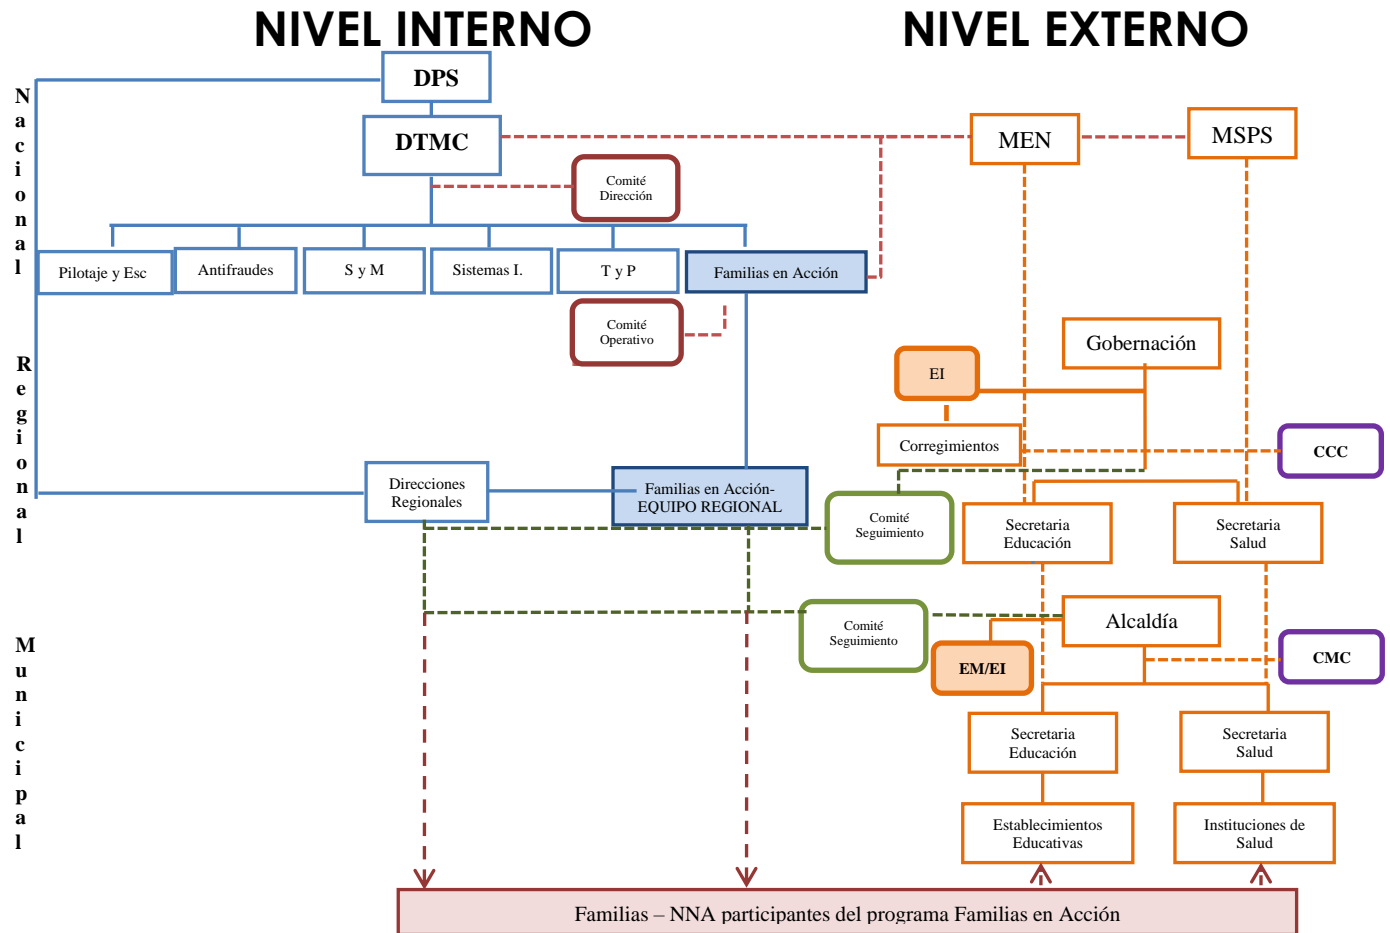 NIVEL INTERNO
NIVEL EXTERNO
Nacional
DPS
DTMC
MEN
MSPS
Comité
Dirección
Pilotaje y Esc
Antifraudes
S y M
Sistemas I.
T y P
Familias en Acción
Comité
Operativo
Regional
Gobernación
EI
Corregimientos
CCC
Direcciones
Regionales
Familias en Acción-
EQUIPO REGIONAL
Comité
Seguimiento
Secretaria
Educación
Secretaria
Salud
Municipal
Comité
Seguimiento
Alcaldía
EM/EI
CMC
Secretaria
Educación
Secretaria
Salud
Establecimientos
Educativas
Instituciones de
Salud
Familias – NNA participantes del programa Familias en Acción